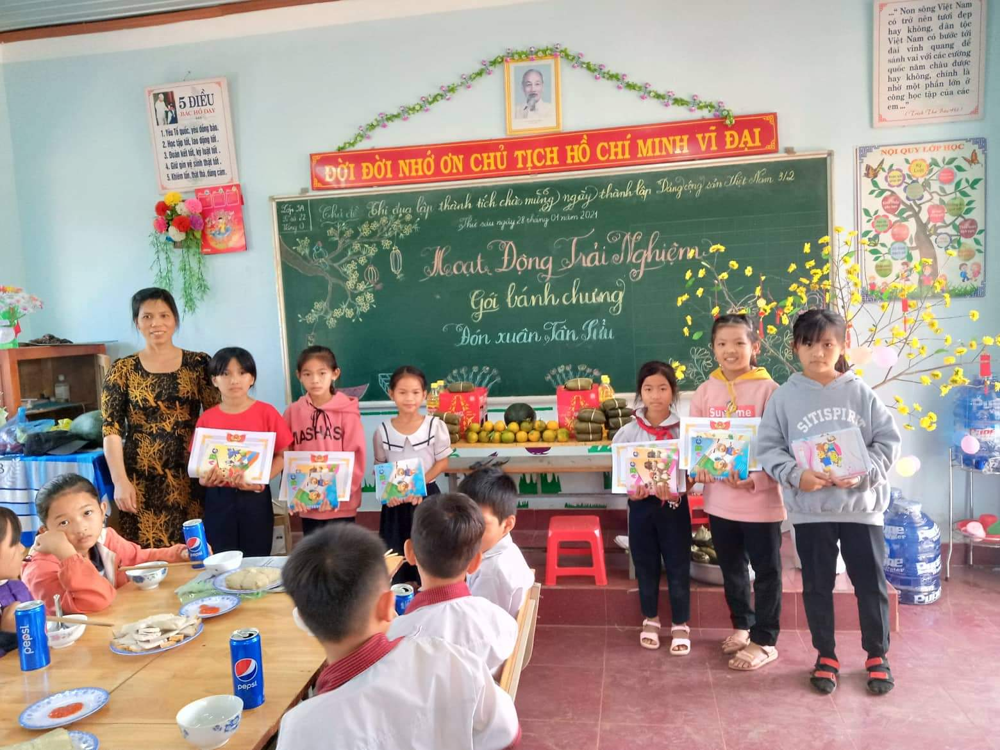 5 ĐIỀU
BÁC HỒ DẠY
1. Yêu Tổ quốc, yêu đồng bào.
2. Học tập tốt, lao động tốt.
3. Đoàn kết tốt, kỷ luật tốt.
4. Giữ gìn vệ sinh thật tốt.
5. Khiêm tốn, thật thà, dũng cảm.
ĐỜI ĐỜI NHỚ ƠN CHỦ TỊCH HỒ CHÍ MINH VĨ ĐẠI
..." Non sông Việt Nam
có trở nên tươi đẹp
hay không, dân tộc
Việt Nam có bước tới
đài vinh quang để
sánh vai với các cường
quốc năm châu được
hay không, chính là
nhờ một phần lớn ở
công học tập của các
em ..."
(Trích Thư Bác Hồ)
NỘI QUY LỚP HỌC
Kỷ Luật
Lớp 5A
Sĩ số 22
Vắng 0
Chủ đề Thi đua lập thành tích chào mừng ngày thành lập Đảng cộng sản Việt Nam 3/2
Thứ sáu ngày 28 tháng 01 năm 2021
Hoạt Động Trải Nghiệm
Gói bánh chưng
Đón xuân Tân Sửu
MASHAS
Supreme
SITISPIRIT
ABC
ABC
ABC
ABC
pepsi
pepsi
pepsi